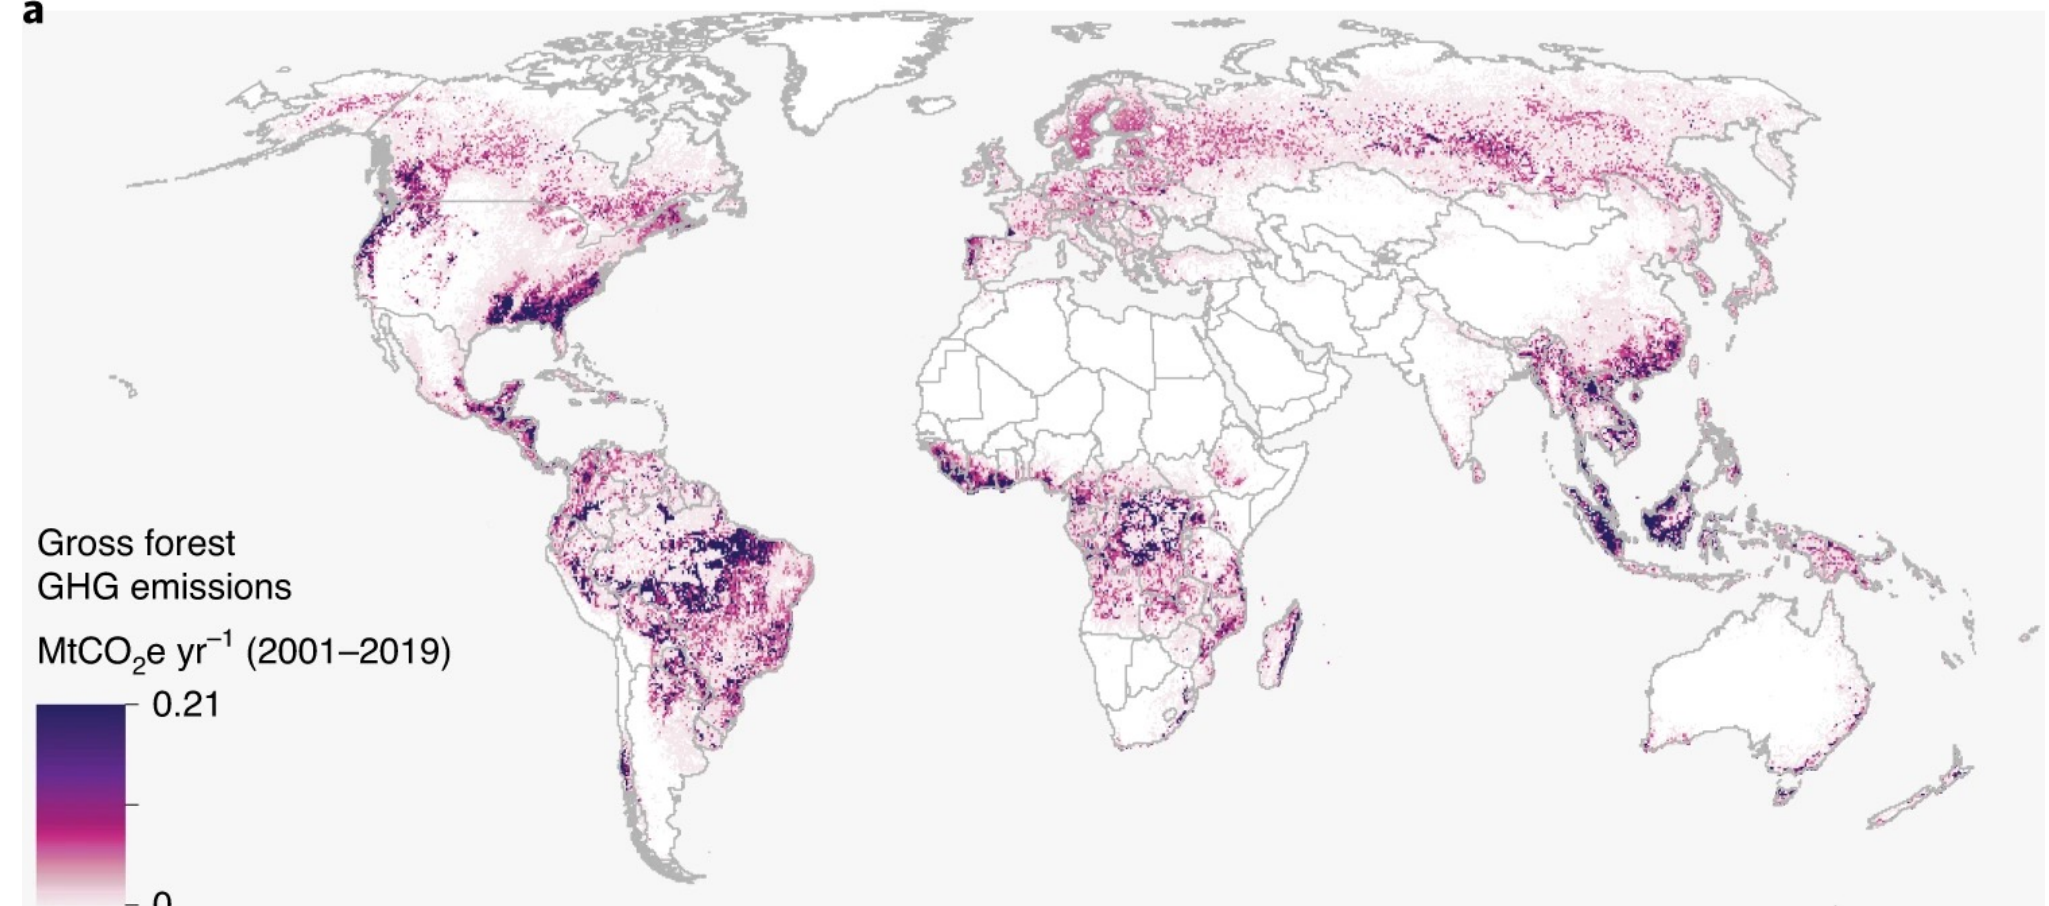 a
Gross forest
GHG emissions
MtCO₂e yr⁻¹ (2001–2019)
0.21
0